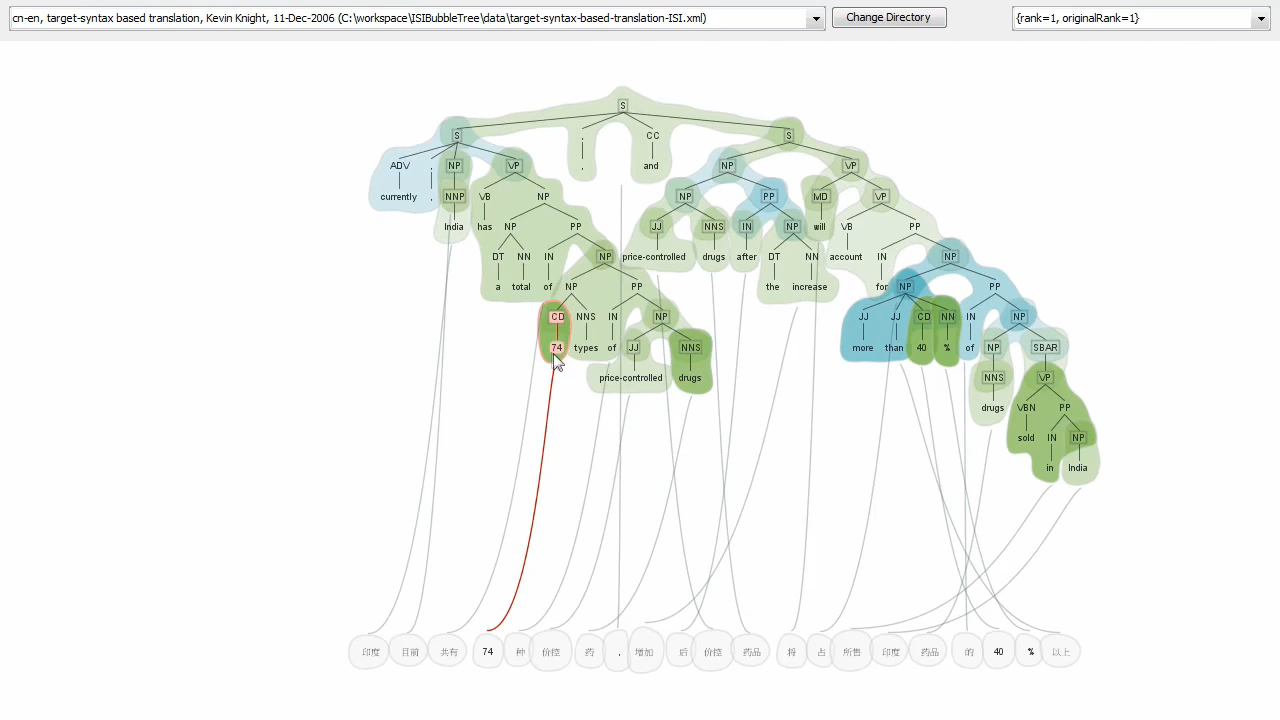 cn-en, target-syntax based translation, Kevin Knight, 11-Dec-2006 (C:\workspace\ISIBubbleTree\data\target-syntax-based-translation-ISI.xml) Change Directory {rank=1, originalRank=1}
S
S : CC S
ADV : NP VP . and NP VP
currently . NNP VB NP NP PP MD VP
India has NP PP JJ NNS IN NP will VB PP
DT NN IN NP price-controlled drugs after DT NN account IN NP
a total of NP PP the increase for NP PP
CD NNS IN NP JJ JJ CD NN IN NP
74 types of JJ NNS more than 40 % of NP SBAR
price-controlled drugs NNS VP
drugs VBN PP
sold IN NP
in India
印度 目前 共有 74 种 价控 药 , 增加 后 价控 药品 将 占 所售 印度 药品 的 40 % 以上